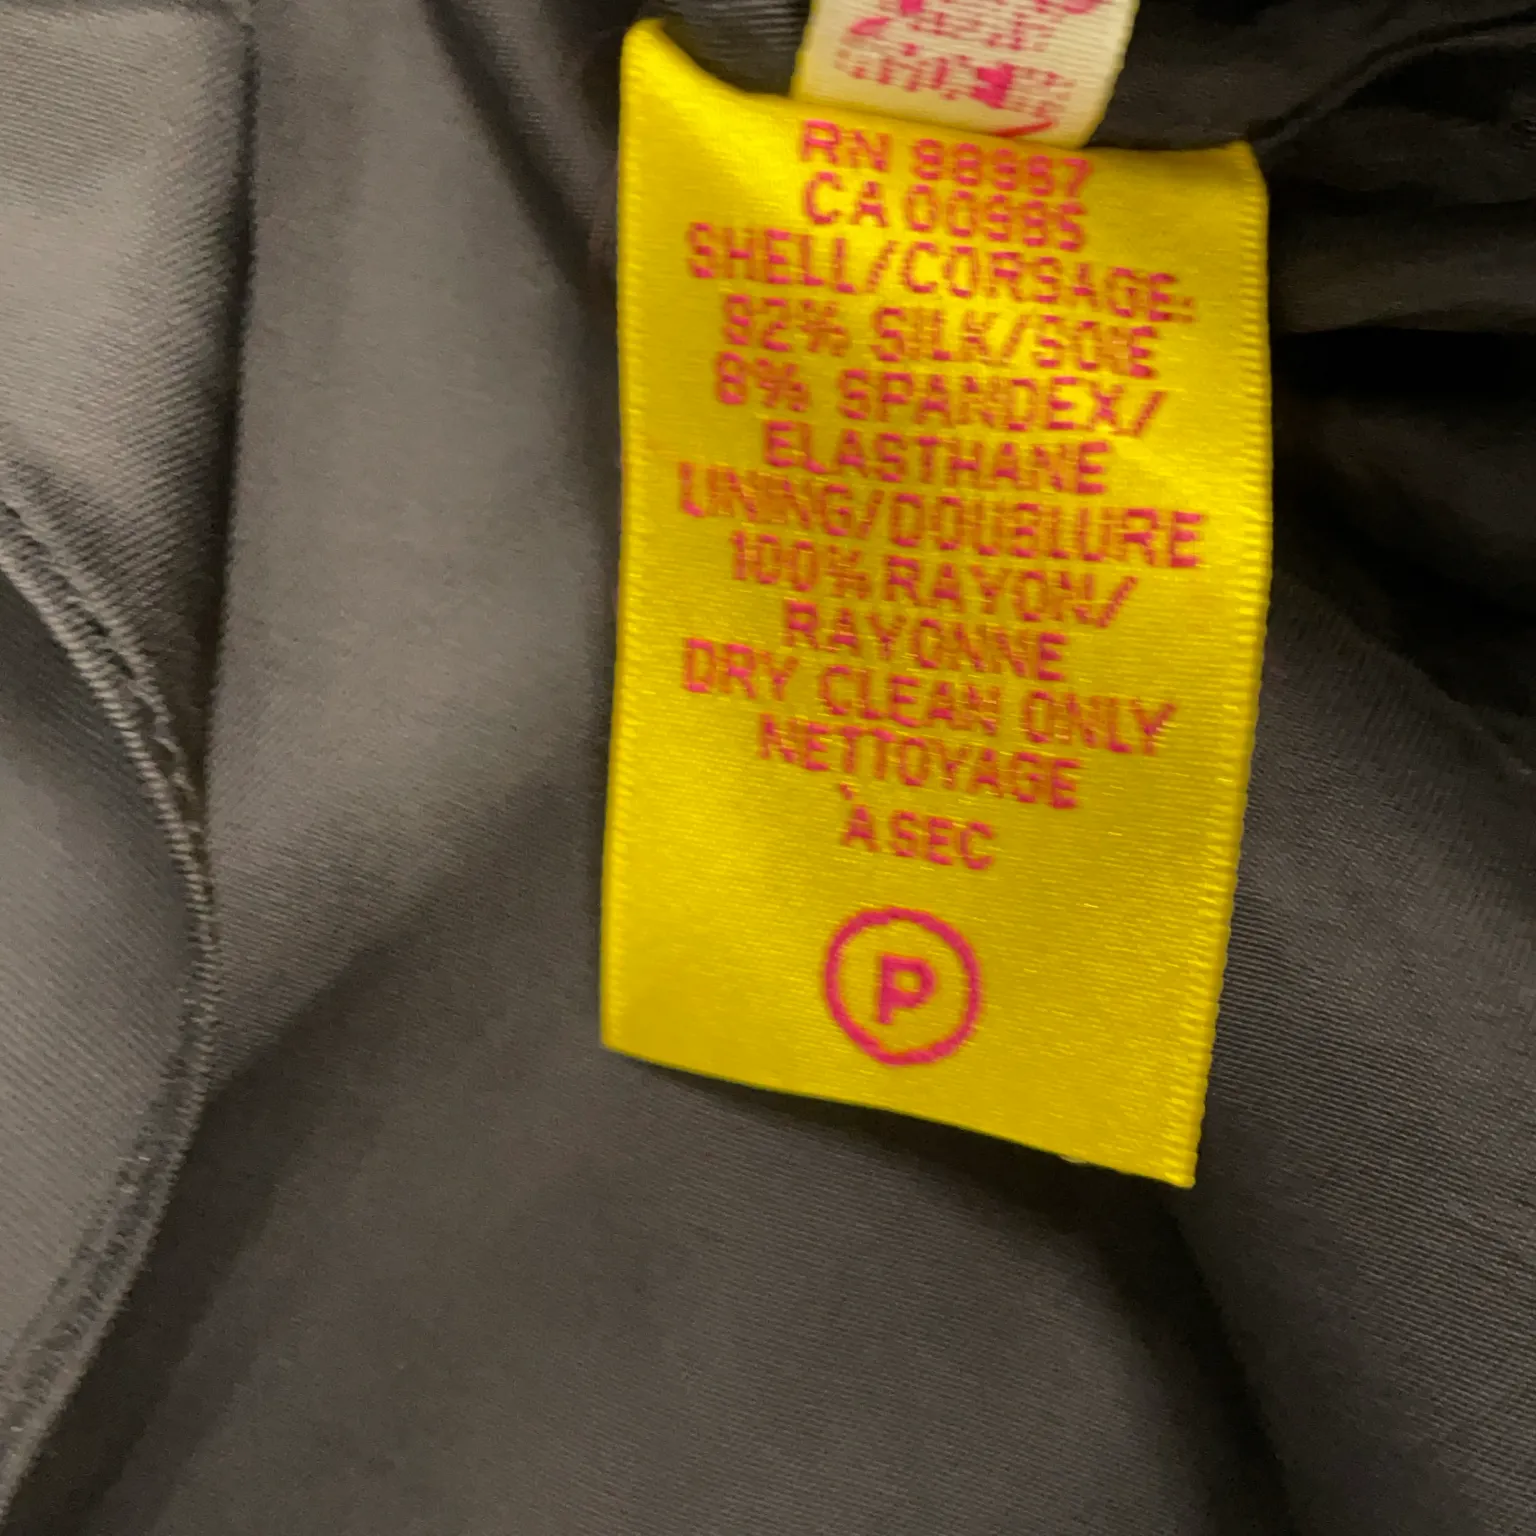 RN 98967
CA 00985
SHELL/CORSAGE:
92% SILK/SOIE
8% SPANDEX/
ELASTHANE
LINING/DOUBLURE
100% RAYON/
RAYONNE
DRY CLEAN ONLY
NETTOYAGE
À SEC
P